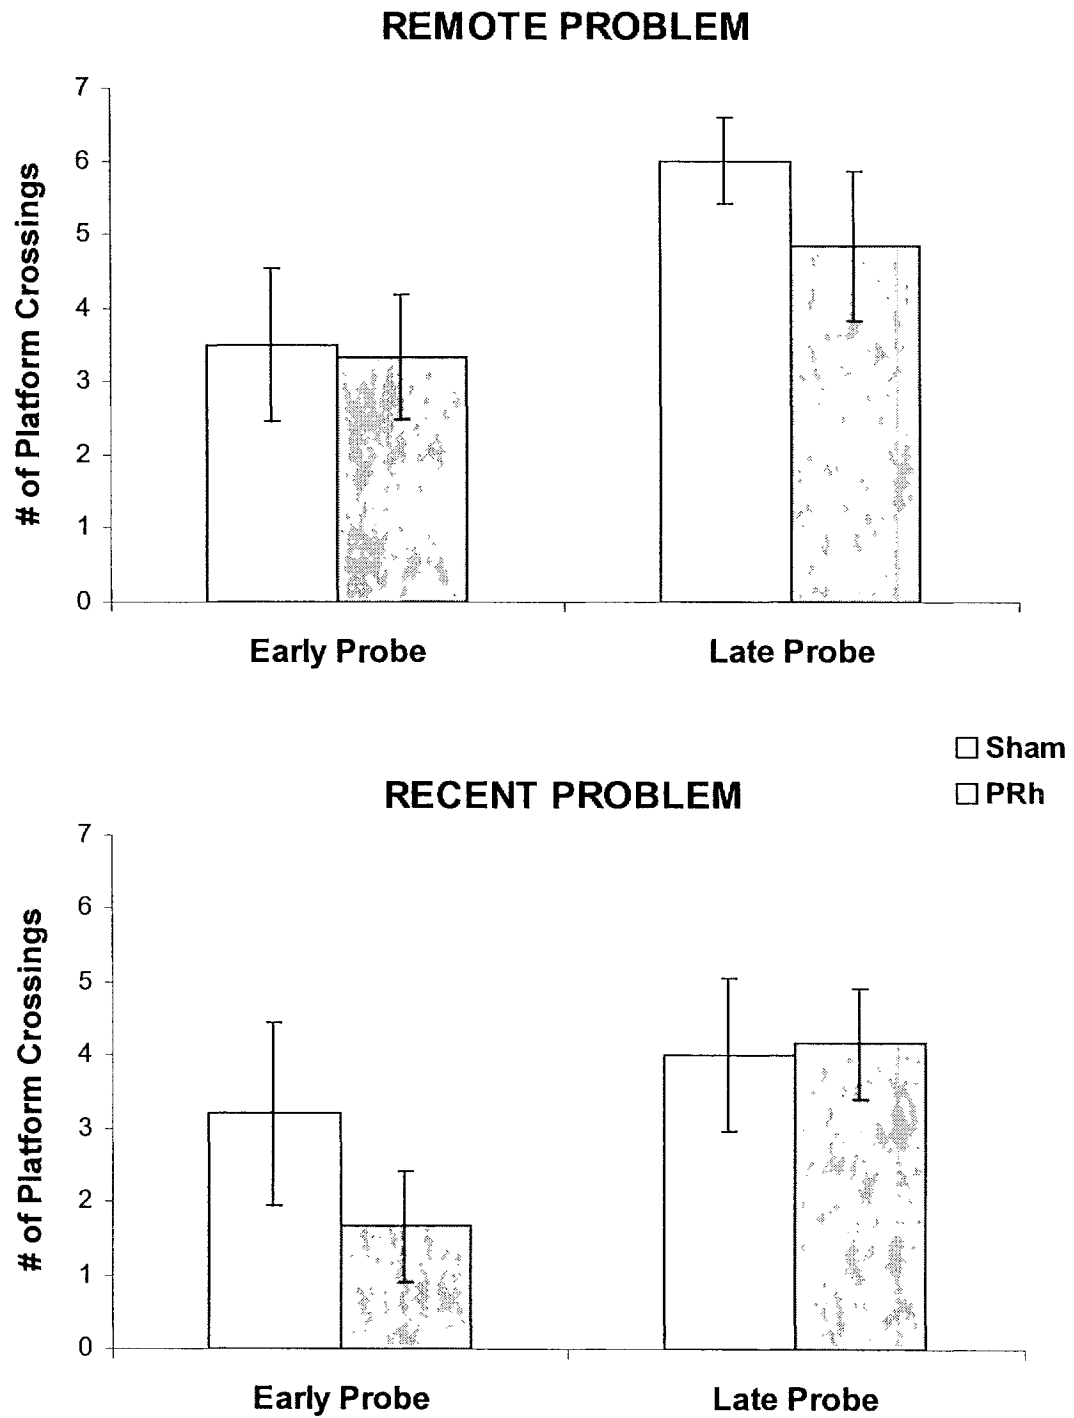 REMOTE PROBLEM
# of Platform Crossings
7
6
5
4
3
2
1
0
Early Probe
Late Probe
Sham
PRh
RECENT PROBLEM
# of Platform Crossings
7
6
5
4
3
2
1
0
Early Probe
Late Probe